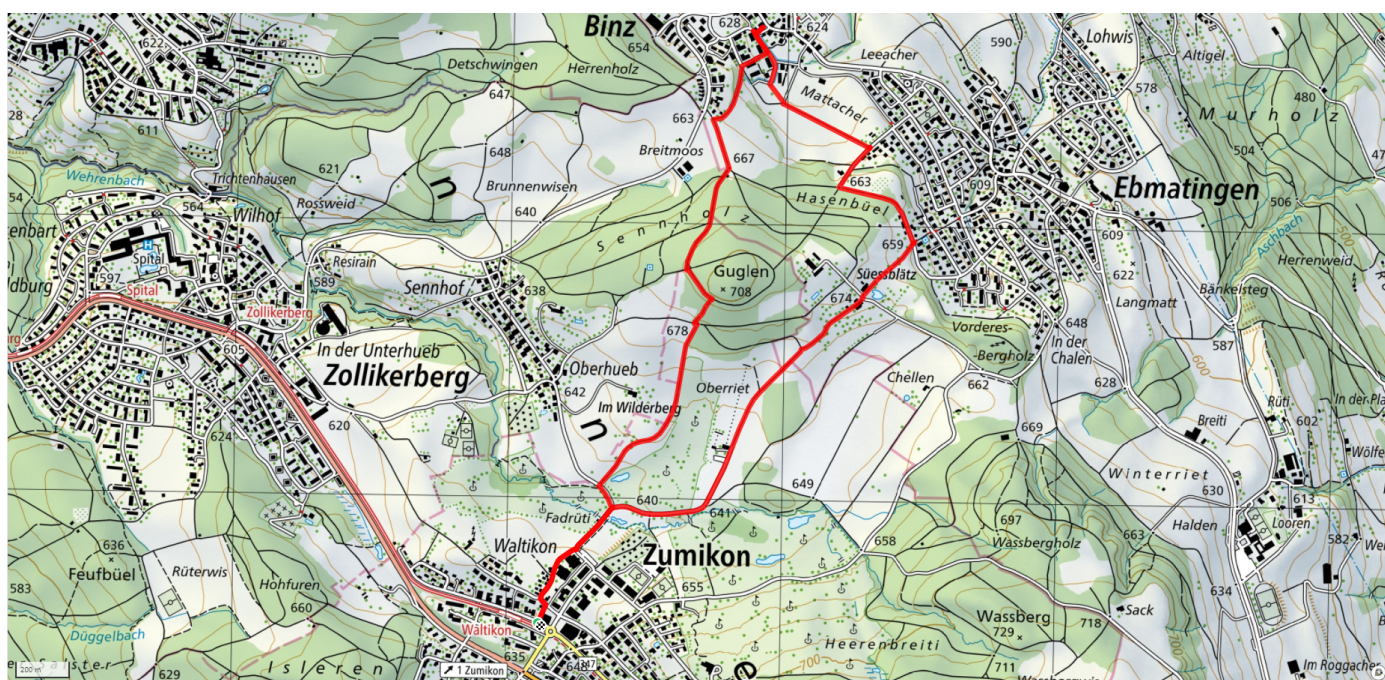 Binz
628
624
Lohwis
622
654
Leeacher
590
Altigel
Detschwingen
Herrenholz
578
480
647
Mattacher
Murholz
28
611
663
504
648
Breitmoos
667
621
663
Wehrenbach
Trichtenhausen
Brunnenwisen
Hasenbüel
609
Ebmatingen
54
564
Rossweid
n
Sennholz
506
Wilhof
640
659
609
Aschbach
500
Spital
Resirain
Guglen
Süessblätz
622
Herrenweid
597
589
Sennhof
638
708
674
Langmatt
Bänkelsteg
Spital
Zollikerberg
678
Vorderes-
-Bergholz
648
In der
Chalen
605
In der Unterhueb
587
Zollikerberg
Oberhueb
Oberriet
Chellen
662
628
600
642
Im Wilderberg
Rüti
624
620
n
669
Breiti
602
Winterriet
649
630
640
641
697
613
Fadrüti
Wassbergholz
663
Halden
Looren
636
Waltikon
Zumikon
658
582
Feufbüel
Rüterwis
583
Hohfuren
655
634
660
Wassberg
Sack
Düggelbach
Waltikon
729
718
635
Heerenbreiti
200 m
629
Isleren
1 Zumikon
700
711
Im Roggacher